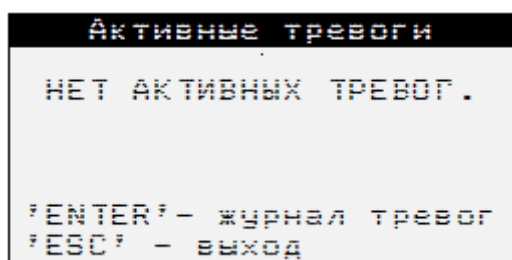 Активные тревоги
НЕТ АКТИВНЫХ ТРЕВОГ.
'ENTER'- журнал тревог
'ESC' - выход